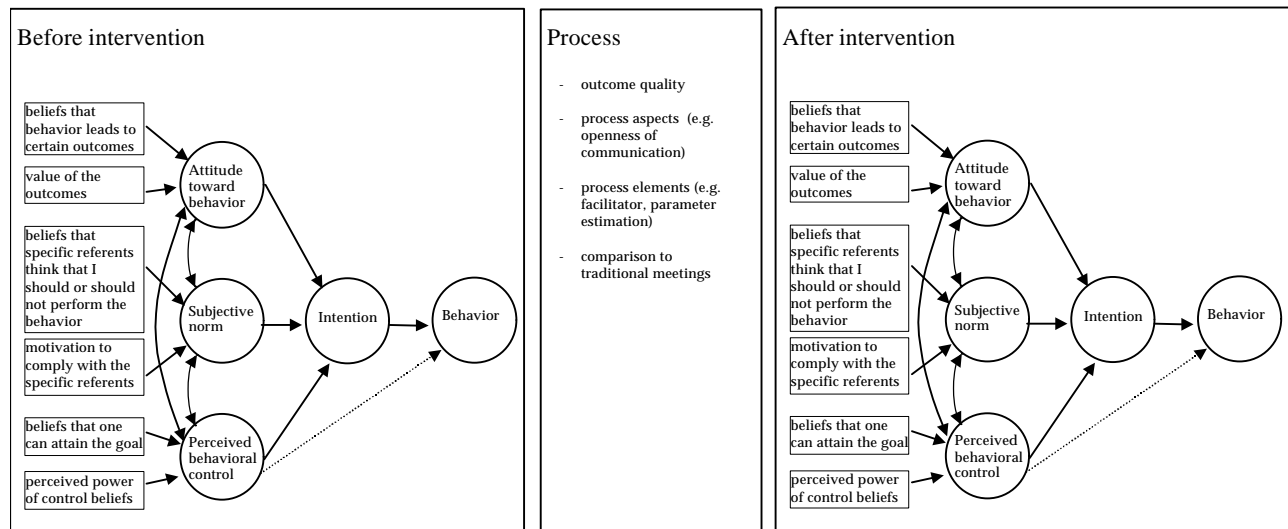 Before intervention
beliefs that
behavior leads to
certain outcomes
value of the
outcomes
beliefs that
specific referents
think that I
should or should
not perform the
behavior
motivation to
comply with the
specific referents
beliefs that one
can attain the goal
perceived power
of control beliefs
Attitude
toward
behavior
Subjective
norm
Perceived
behavioral
control
Intention
Behavior
Process
- outcome quality
- process aspects (e.g.
openness of
communication)
- process elements (e.g.
facilitator, parameter
estimation)
- comparison to
traditional meetings
After intervention
beliefs that
behavior leads to
certain outcomes
value of the
outcomes
beliefs that
specific referents
think that I
should or should
not perform the
behavior
motivation to
comply with the
specific referents
beliefs that one
can attain the goal
perceived power
of control beliefs
Attitude
toward
behavior
Subjective
norm
Perceived
behavioral
control
Intention
Behavior